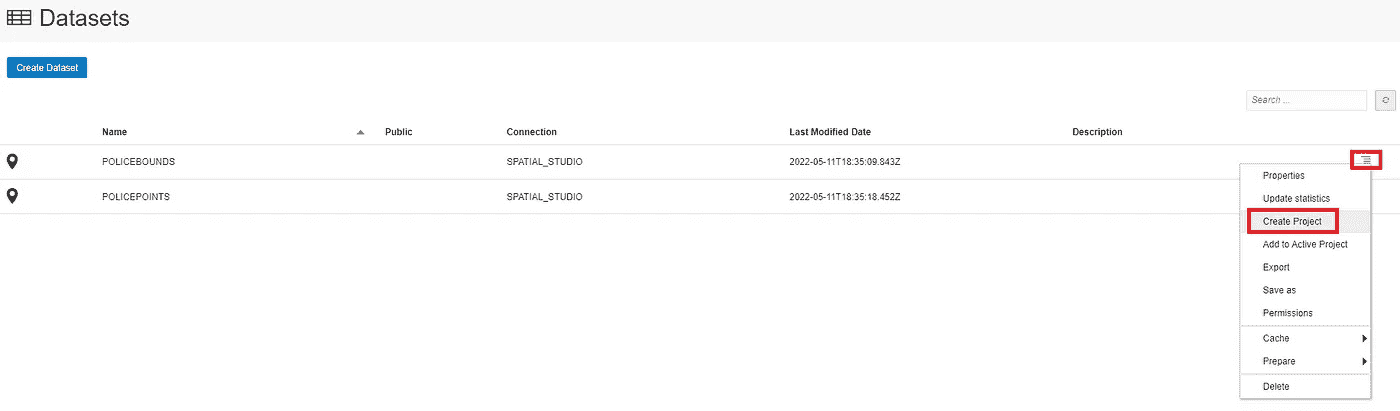 Datasets
Create Dataset
Search ...
Name Public Connection Last Modified Date Description
POLICEBOUNDS SPATIAL_STUDIO 2022-05-11T18:35:09.843Z
POLICEPOINTS SPATIAL_STUDIO 2022-05-11T18:35:18.452Z
Properties
Update statistics
Create Project
Add to Active Project
Export
Save as
Permissions
Cache
Prepare
Delete